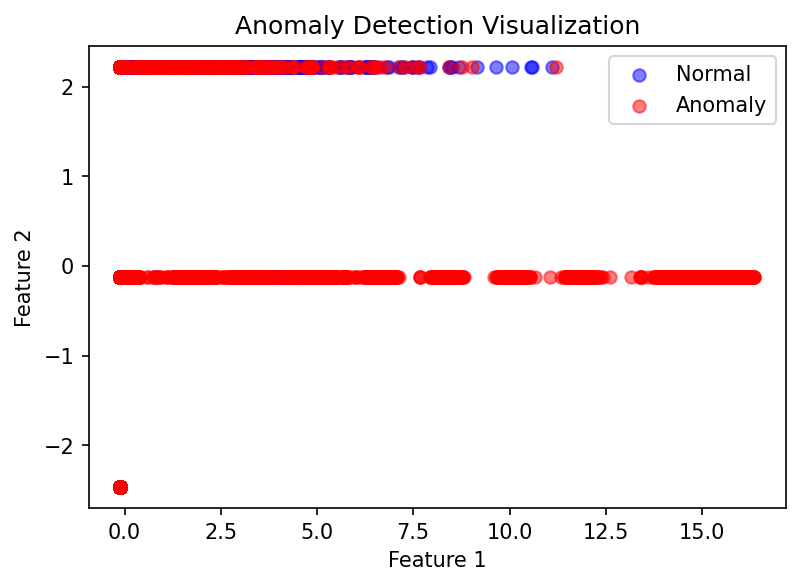 Anomaly Detection Visualization
Normal
Anomaly
2
1
0
−1
−2
Feature 2
0.0 2.5 5.0 7.5 10.0 12.5 15.0
Feature 1